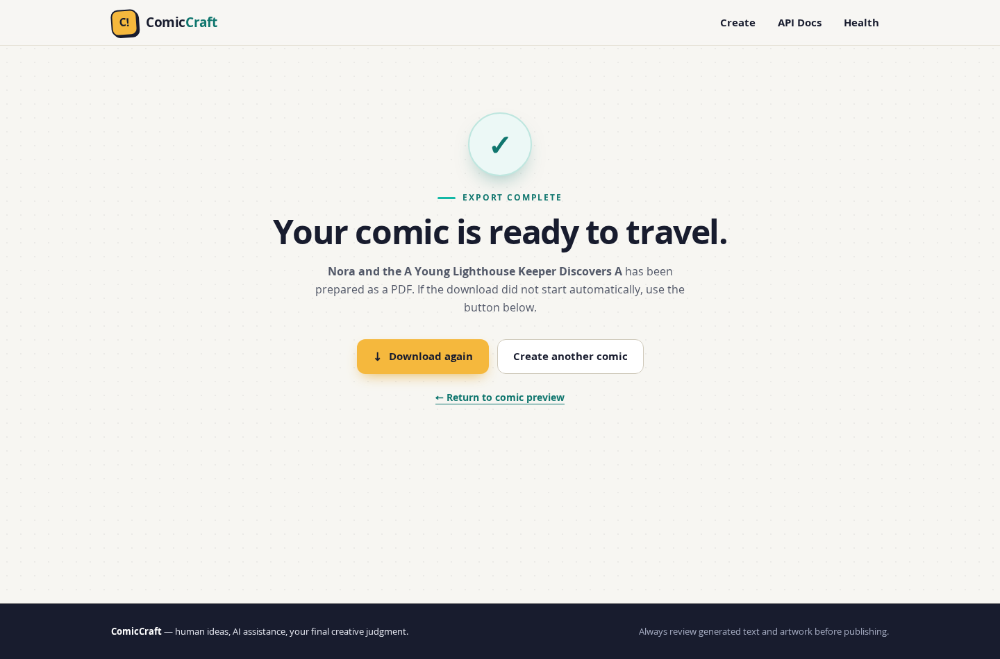 C! ComicCraft Create API Docs Health
✓
EXPORT COMPLETE
Your comic is ready to travel.
Nora and the A Young Lighthouse Keeper Discovers A has been
prepared as a PDF. If the download did not start automatically, use the
button below.
↓ Download again Create another comic
← Return to comic preview
ComicCraft — human ideas, AI assistance, your final creative judgment. Always review generated text and artwork before publishing.